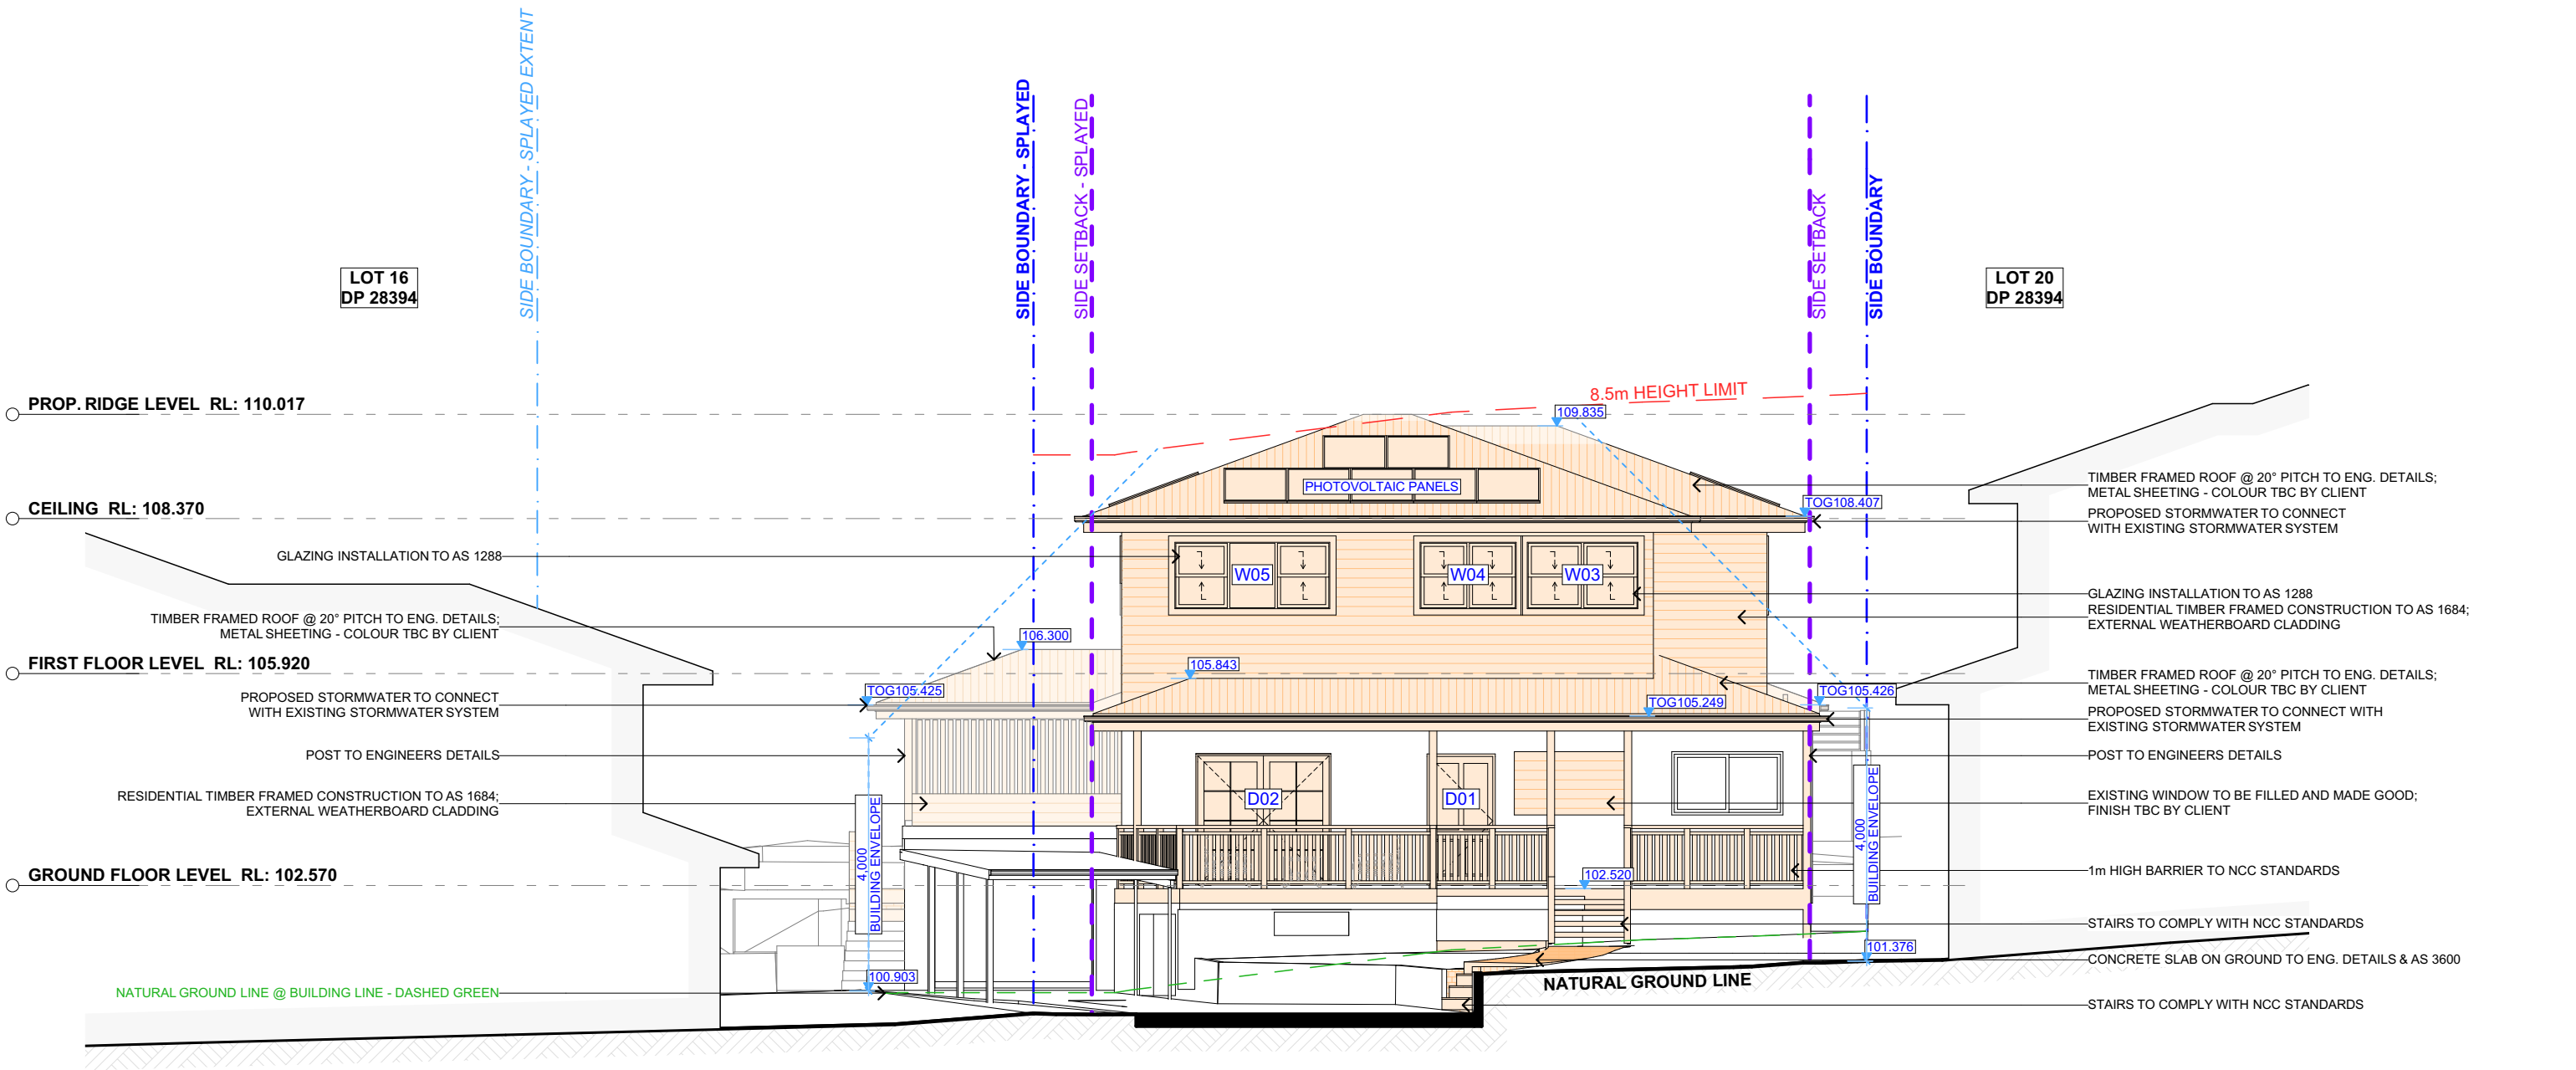 SIDE BOUNDARY - SPLAYED EXTENT
SIDE BOUNDARY - SPLAYED
SIDE SETBACK - SPLAYED
SIDE SETBACK
SIDE BOUNDARY
LOT 16
DP 28394
LOT 20
DP 28394
8.5m HEIGHT LIMIT
PROP. RIDGE LEVEL RL: 110.017
109.835
PHOTOVOLTAIC PANELS
TIMBER FRAMED ROOF @ 20° PITCH TO ENG. DETAILS;
METAL SHEETING - COLOUR TBC BY CLIENT
CEILING RL: 108.370
TOG108.407
PROPOSED STORMWATER TO CONNECT
WITH EXISTING STORMWATER SYSTEM
GLAZING INSTALLATION TO AS 1288
W05
W04
W03
GLAZING INSTALLATION TO AS 1288
RESIDENTIAL TIMBER FRAMED CONSTRUCTION TO AS 1684;
EXTERNAL WEATHERBOARD CLADDING
TIMBER FRAMED ROOF @ 20° PITCH TO ENG. DETAILS;
METAL SHEETING - COLOUR TBC BY CLIENT
106.300
FIRST FLOOR LEVEL RL: 105.920
105.843
TIMBER FRAMED ROOF @ 20° PITCH TO ENG. DETAILS;
METAL SHEETING - COLOUR TBC BY CLIENT
PROPOSED STORMWATER TO CONNECT
WITH EXISTING STORMWATER SYSTEM
TOG105.425
TOG105.249
TOG105.426
PROPOSED STORMWATER TO CONNECT WITH
EXISTING STORMWATER SYSTEM
POST TO ENGINEERS DETAILS
POST TO ENGINEERS DETAILS
RESIDENTIAL TIMBER FRAMED CONSTRUCTION TO AS 1684;
EXTERNAL WEATHERBOARD CLADDING
D02
D01
EXISTING WINDOW TO BE FILLED AND MADE GOOD;
FINISH TBC BY CLIENT
4,000
BUILDING ENVELOPE
4,000
BUILDING ENVELOPE
GROUND FLOOR LEVEL RL: 102.570
102.520
1m HIGH BARRIER TO NCC STANDARDS
STAIRS TO COMPLY WITH NCC STANDARDS
101.376
CONCRETE SLAB ON GROUND TO ENG. DETAILS & AS 3600
100.903
NATURAL GROUND LINE
NATURAL GROUND LINE @ BUILDING LINE - DASHED GREEN
STAIRS TO COMPLY WITH NCC STANDARDS